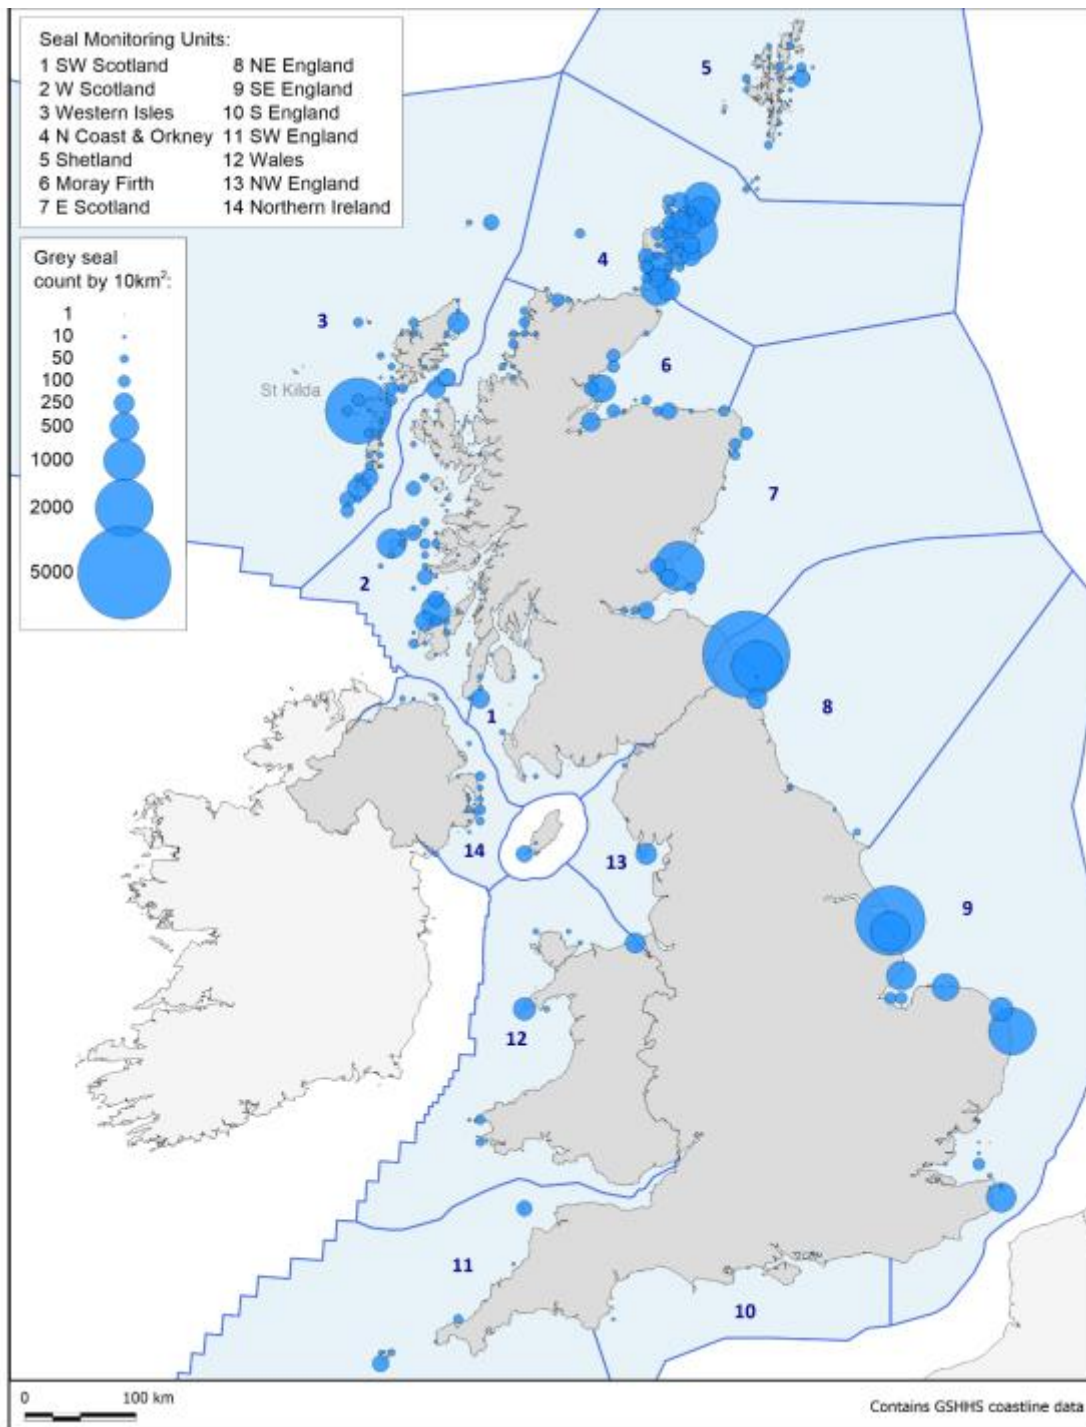 Seal Monitoring Units:
1 SW Scotland 8 NE England
2 W Scotland 9 SE England
3 Western Isles 10 S England
4 N Coast & Orkney 11 SW England
5 Shetland 12 Wales
6 Moray Firth 13 NW England
7 E Scotland 14 Northern Ireland
Grey seal
count by 10km²:
1
10
50
100
250
500
1000
2000
5000
5
4
3
6
St Kilda
7
2
1
8
14
13
9
12
11
10
0 100 km
Contains GSHHS coastline data